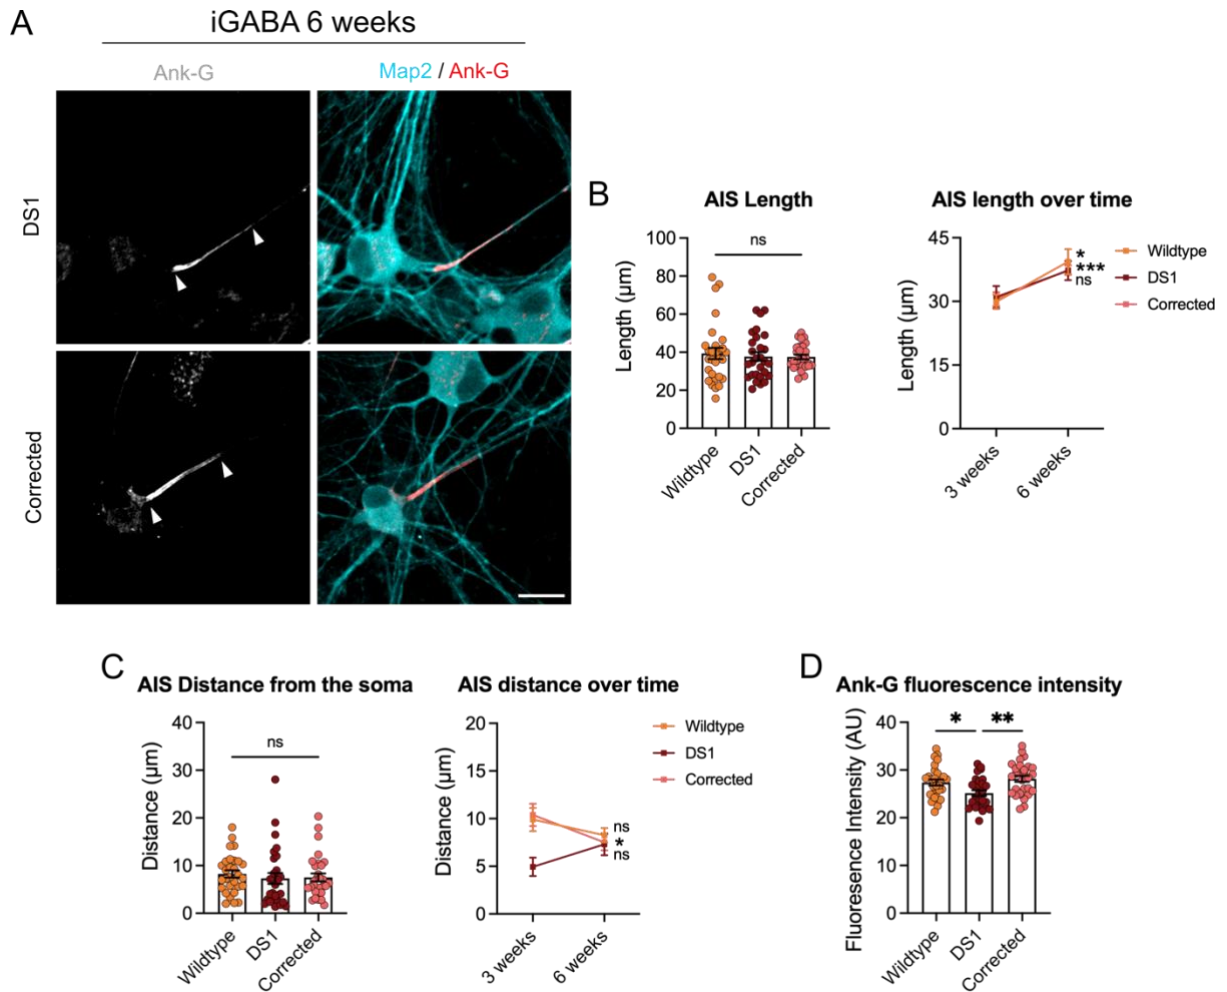 A
iGABA 6 weeks
Ank-G
Map2 / Ank-G
DS1
Corrected
B
AIS Length
Length (µm)
100
80
60
40
20
0
ns
Wildtype
DS1
Corrected
AIS length over time
Length (µm)
45
30
15
0
*
***
ns
3 weeks
6 weeks
Wildtype
DS1
Corrected
C
AIS Distance from the soma
Distance (µm)
40
30
20
10
0
ns
Wildtype
DS1
Corrected
AIS distance over time
Distance (µm)
20
15
10
5
0
ns
*
ns
3 weeks
6 weeks
Wildtype
DS1
Corrected
D
Ank-G fluorescence intensity
Fluoresence Intensity (AU)
40
30
20
10
0
*
**
Wildtype
DS1
Corrected